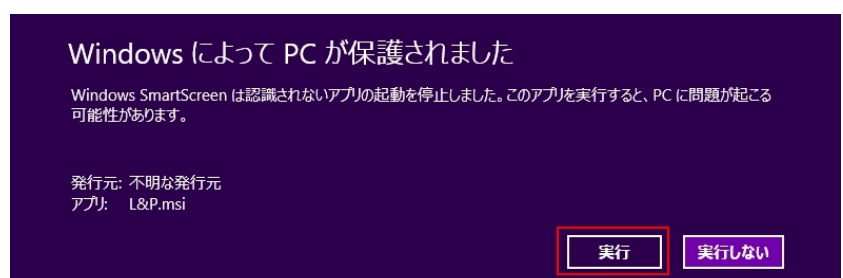 Windows によって PC が保護されました
Windows SmartScreen は認識されないアプリの起動を停止しました。このアプリを実行すると、PC に問題が起こる
可能性があります。
発行元: 不明な発行元
アプリ: L&P.msi
実行 実行しない